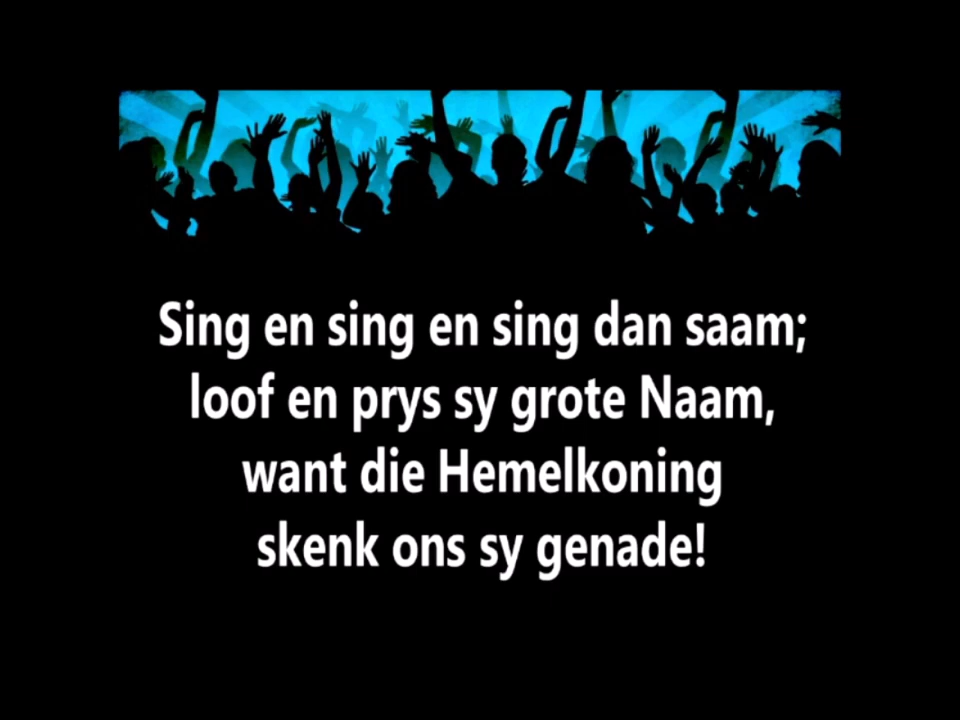 Sing en sing en sing dan saam;
loof en prys sy grote Naam,
want die Hemelkoning
skenk ons sy genade!